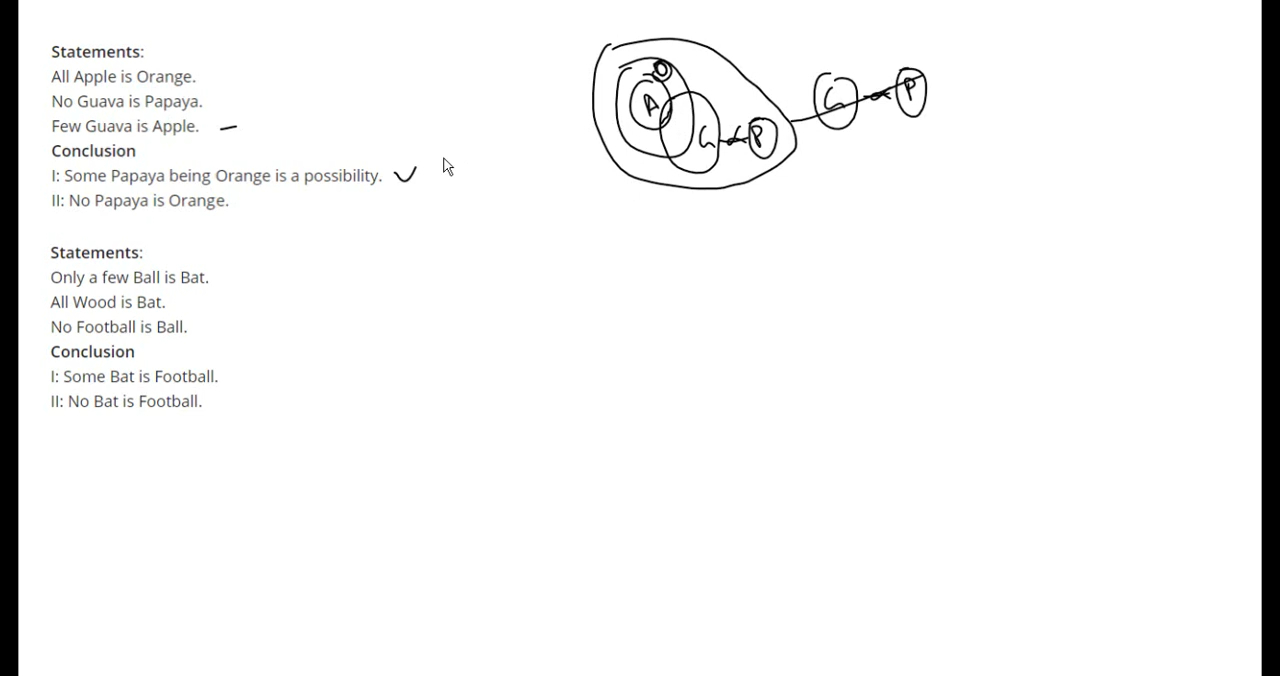 Statements:
All Apple is Orange.
No Guava is Papaya.
Few Guava is Apple.
Conclusion
I: Some Papaya being Orange is a possibility.
II: No Papaya is Orange.
Statements:
Only a few Ball is Bat.
All Wood is Bat.
No Football is Ball.
Conclusion
I: Some Bat is Football.
II: No Bat is Football.
O
A
G P
G P